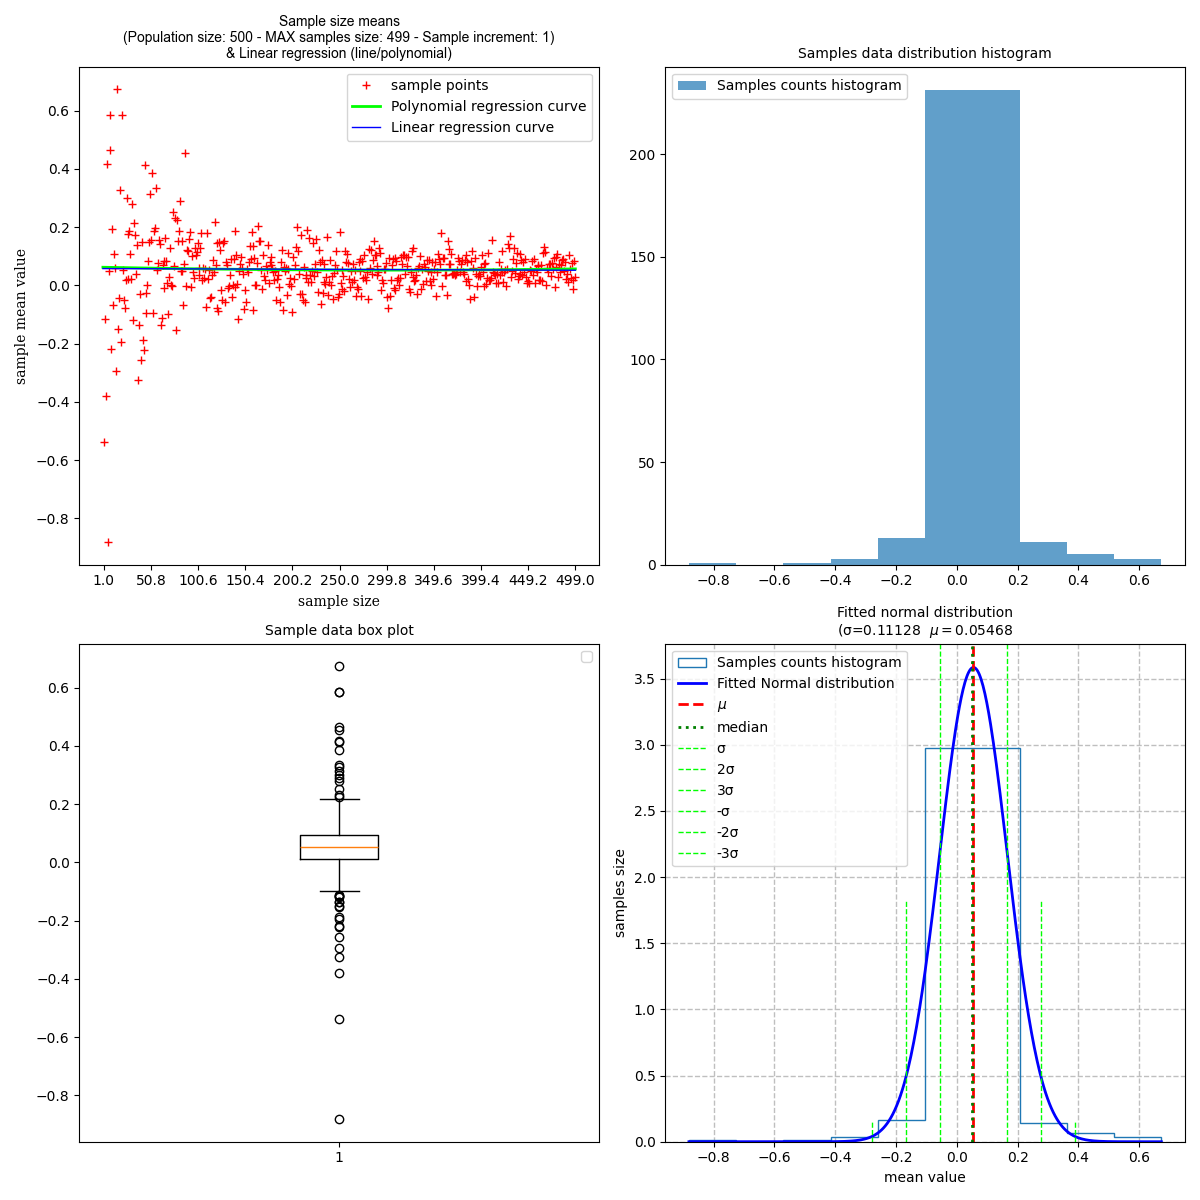 Sample size means
(Population size: 500 - MAX samples size: 499 - Sample increment: 1)
& Linear regression (line/polynomial)
sample points
Polynomial regression curve
Linear regression curve
0.6
0.4
0.2
0.0
−0.2
−0.4
−0.6
−0.8
sample mean value
1.0 50.8 100.6 150.4 200.2 250.0 299.8 349.6 399.4 449.2 499.0
sample size
Samples data distribution histogram
Samples counts histogram
200
150
100
50
0
−0.8 −0.6 −0.4 −0.2 0.0 0.2 0.4 0.6
Sample data box plot
0.6
0.4
0.2
0.0
−0.2
−0.4
−0.6
−0.8
1
Fitted normal distribution
(σ=0.11128 μ = 0.05468
Samples counts histogram
Fitted Normal distribution
μ
median
σ
2σ
3σ
-σ
-2σ
-3σ
3.5
3.0
2.5
2.0
1.5
1.0
0.5
0.0
samples size
−0.8 −0.6 −0.4 −0.2 0.0 0.2 0.4 0.6
mean value